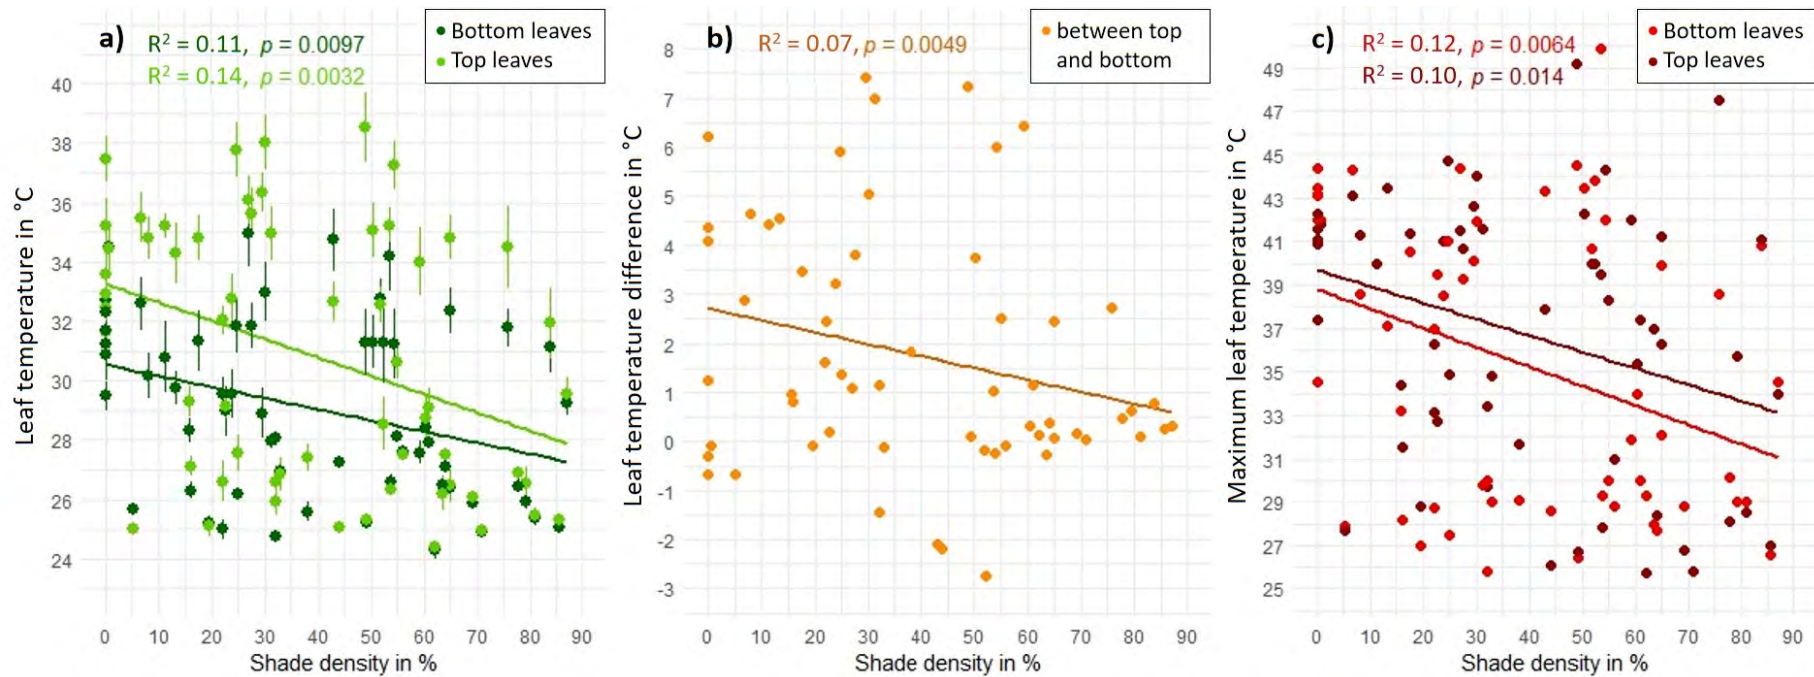 a)
R² = 0.11, p = 0.0097
R² = 0.14, p = 0.0032
Bottom leaves
Top leaves
Leaf temperature in °C
40
38
36
34
32
30
28
26
24
0 10 20 30 40 50 60 70 80 90
Shade density in %
b)
R² = 0.07, p = 0.0049
between top
and bottom
Leaf temperature difference in °C
8
7
6
5
4
3
2
1
0
-1
-2
-3
0 10 20 30 40 50 60 70 80 90
Shade density in %
c)
R² = 0.12, p = 0.0064
R² = 0.10, p = 0.014
Bottom leaves
Top leaves
Maximum leaf temperature in °C
49
47
45
43
41
39
37
35
33
31
29
27
25
0 10 20 30 40 50 60 70 80 90
Shade density in %